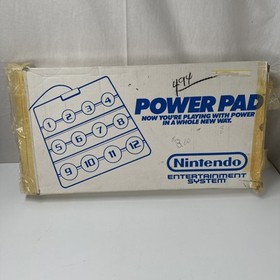 494
POWER PAD
NOW YOU'RE PLAYING WITH POWER
IN A WHOLE NEW WAY.
Nintendo
ENTERTAINMENT
SYSTEM
1 2 3 4
5 6 7 8
9 10 11 12